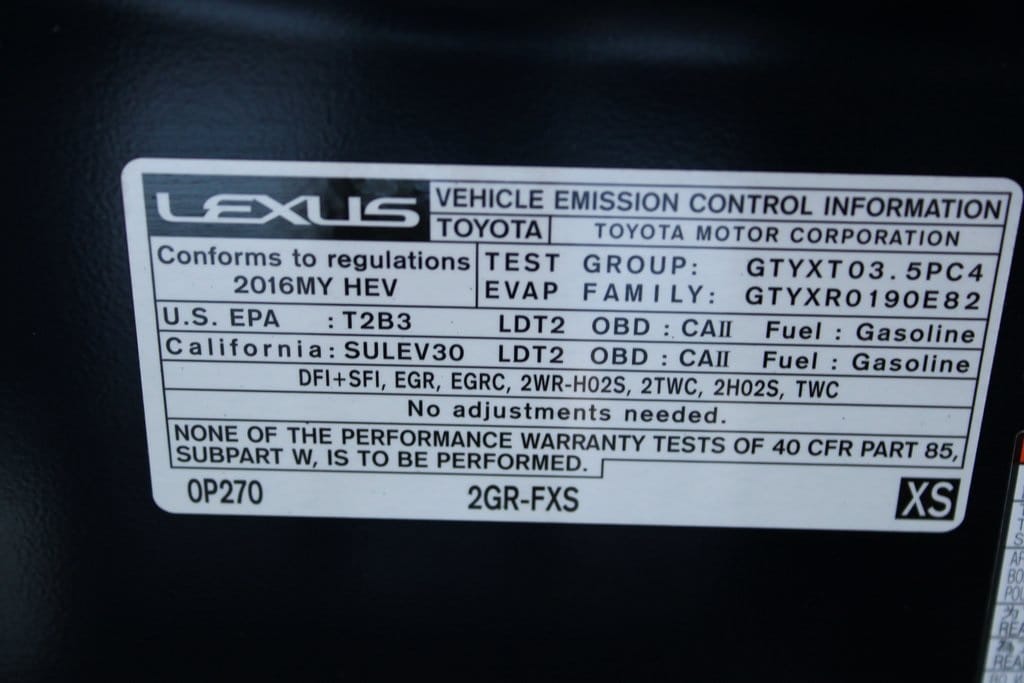 LEXUS VEHICLE EMISSION CONTROL INFORMATION
TOYOTA TOYOTA MOTOR CORPORATION
Conforms to regulations TEST GROUP: GTYXT03.5PC4
2016MY HEV EVAP FAMILY: GTYXR0190E82
U.S. EPA : T2B3 LDT2 OBD : CAII Fuel : Gasoline
California: SULEV30 LDT2 OBD : CAII Fuel : Gasoline
DFI+SFI, EGR, EGRC, 2WR-HO2S, 2TWC, 2HO2S, TWC
No adjustments needed.
NONE OF THE PERFORMANCE WARRANTY TESTS OF 40 CFR PART 85,
SUBPART W, IS TO BE PERFORMED.
0P270 2GR-FXS XS